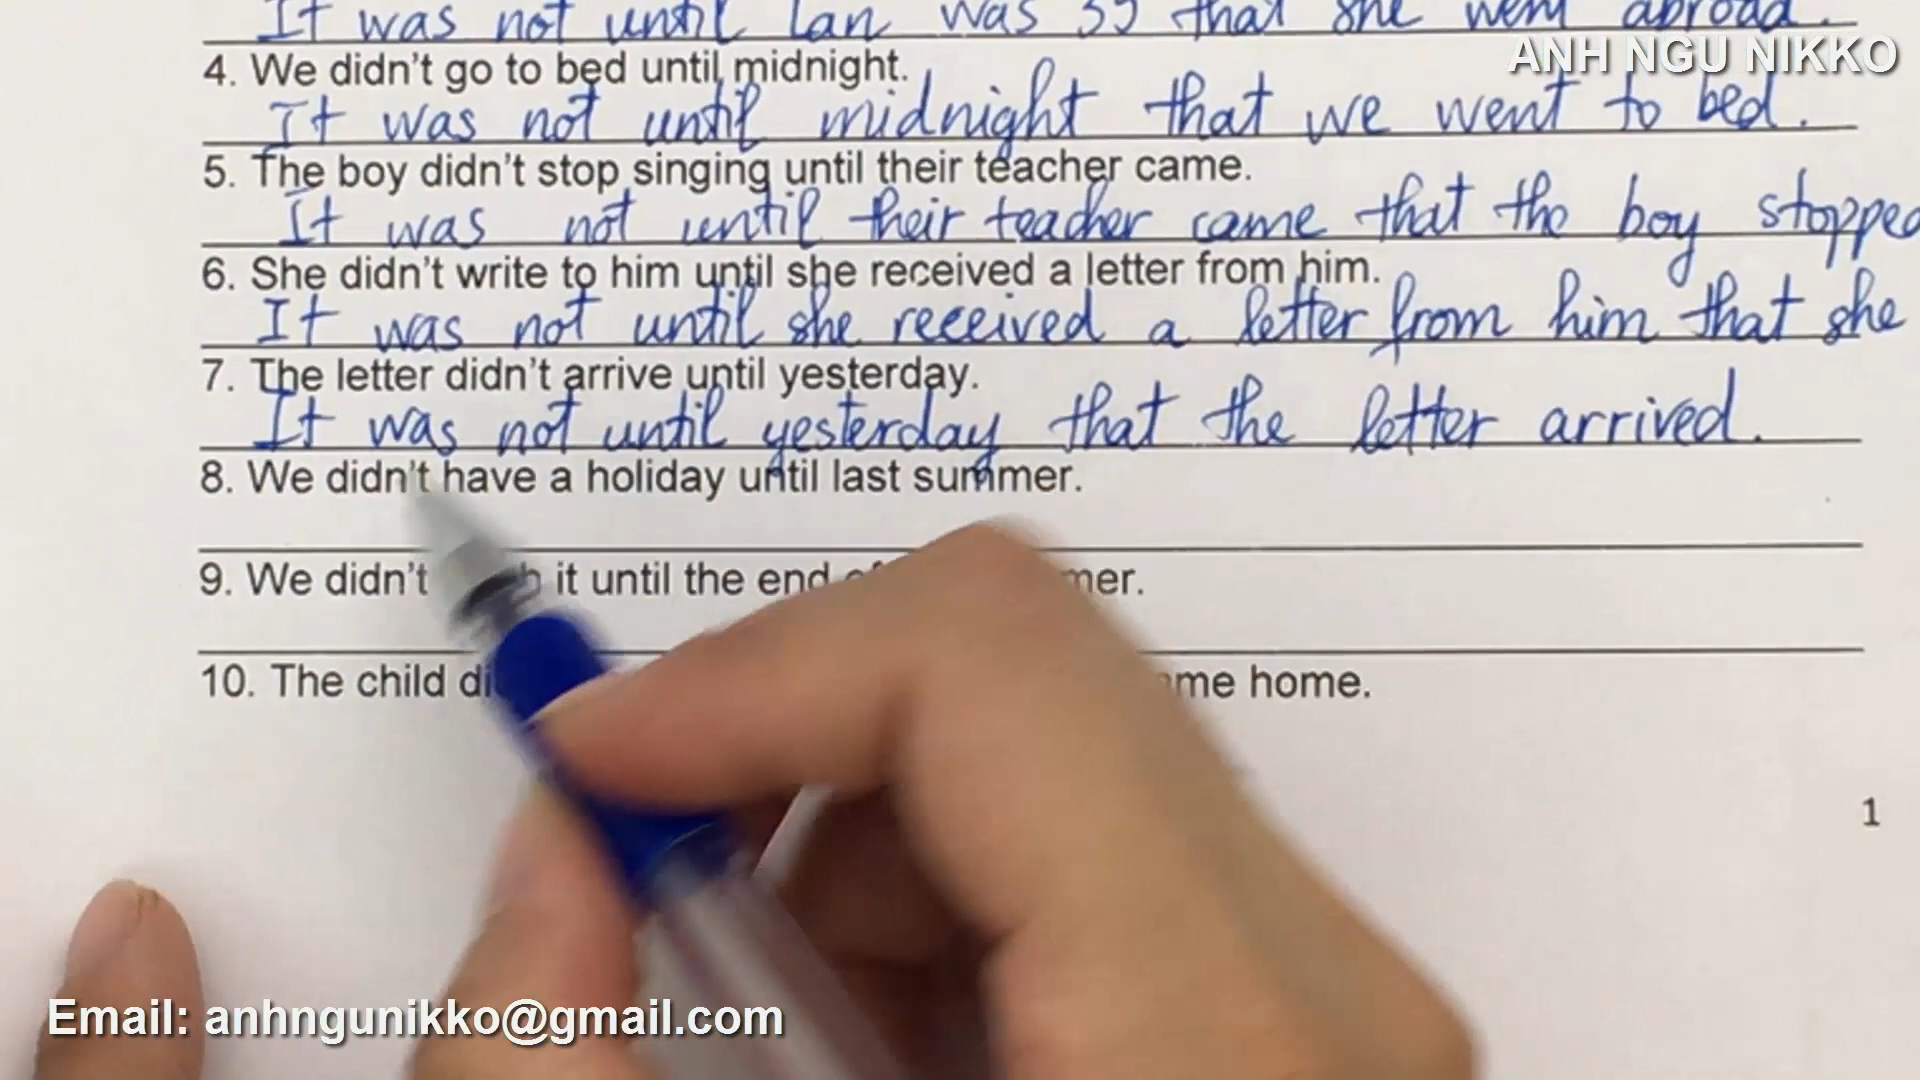 It was not until Lan was 35 that she went abroad.
ANH NGU NIKKO
4. We didn't go to bed until midnight.
It was not until midnight that we went to bed.
5. The boy didn't stop singing until their teacher came.
It was not until their teacher came that the boy stopped
6. She didn't write to him until she received a letter from him.
It was not until she received a letter from him that she
7. The letter didn't arrive until yesterday.
It was not until yesterday that the letter arrived.
8. We didn't have a holiday until last summer.
9. We didn't it until the end
10. The child home.
1
Email: anhngunikko@gmail.com